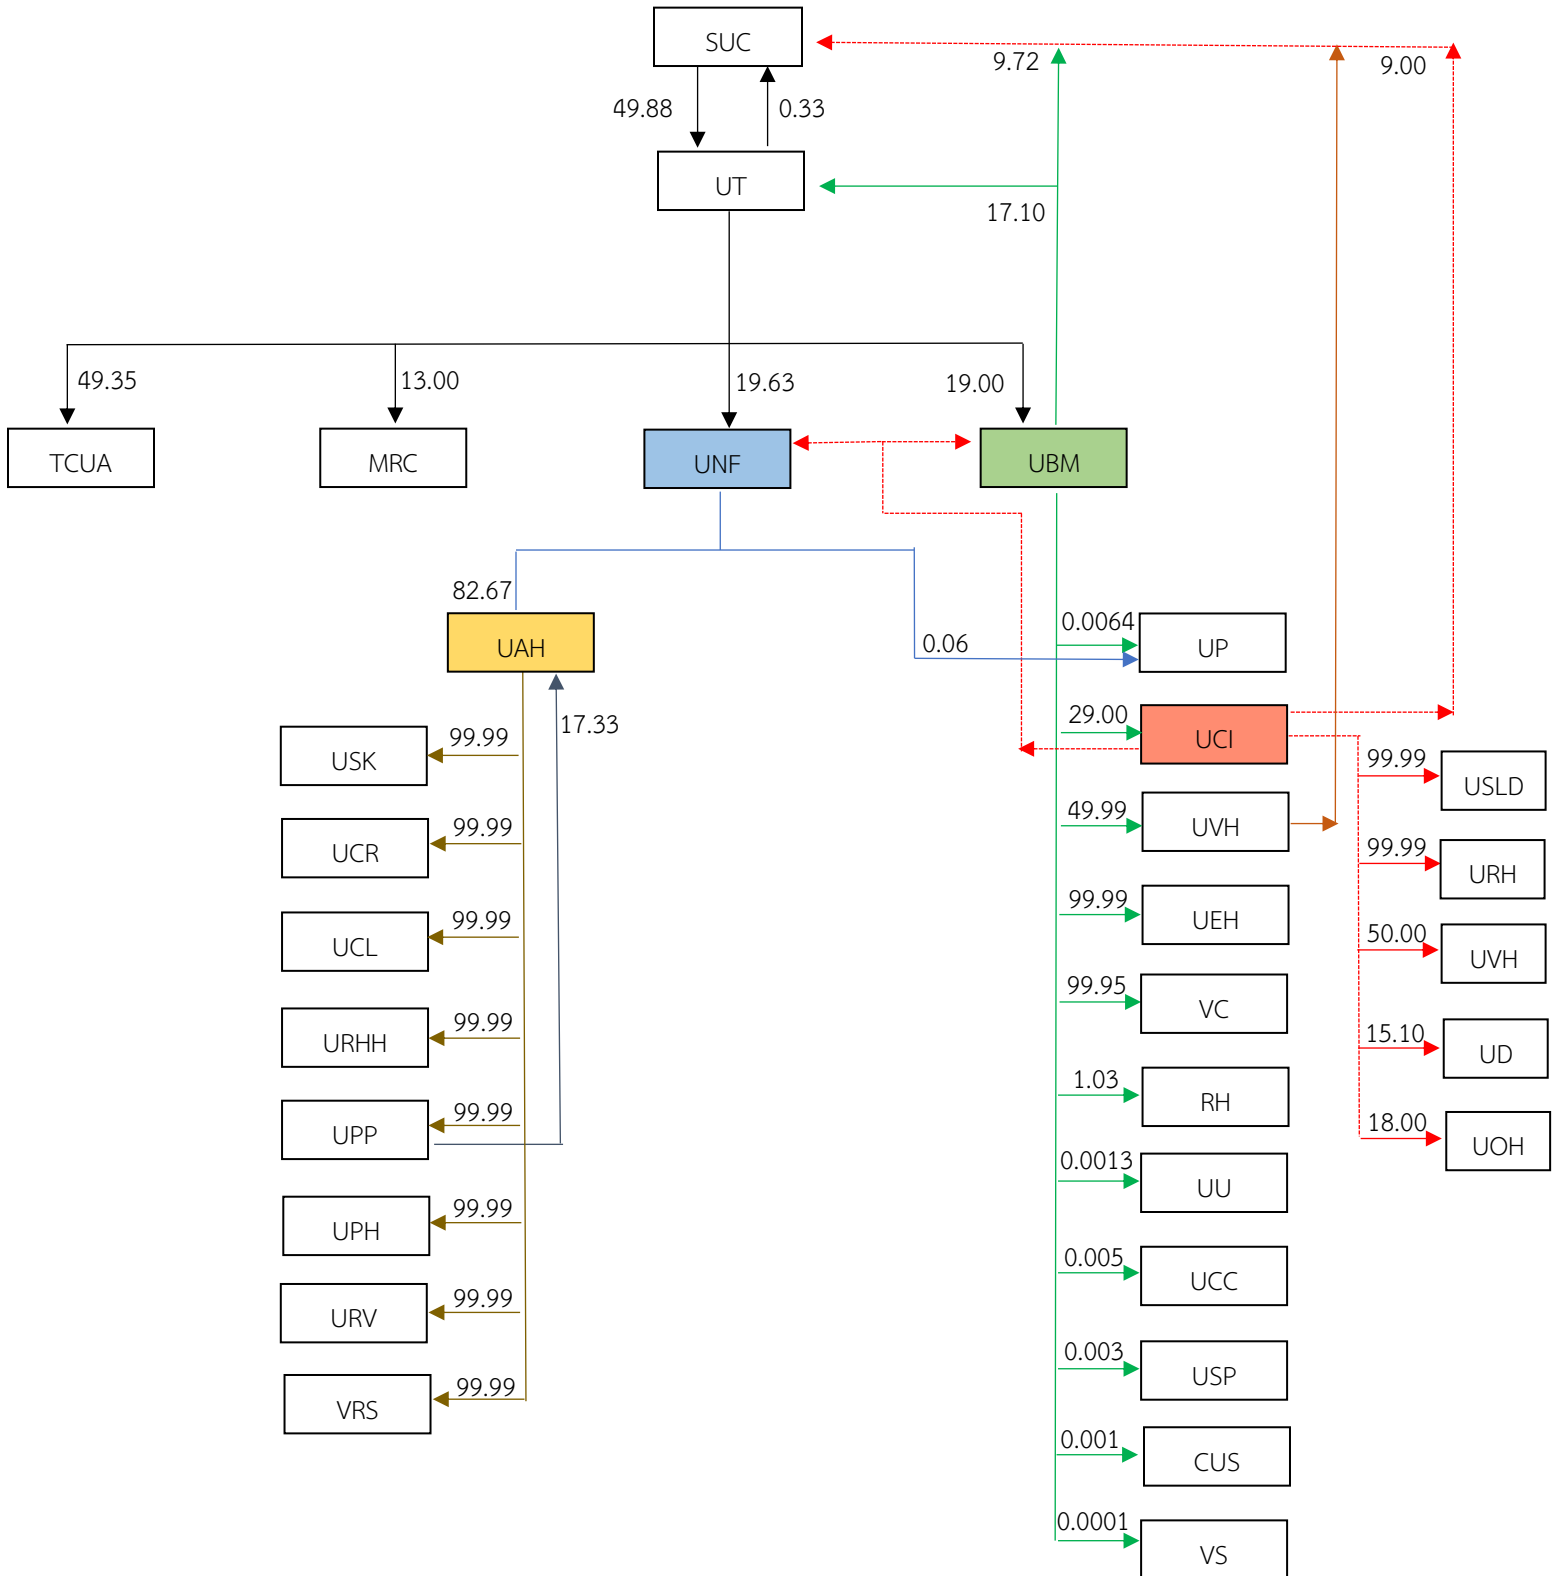 SUC
9.72
9.00
49.88
0.33
UT
17.10
49.35
13.00
19.63
19.00
TCUA
MRC
UNF
UBM
82.67
0.06
0.0064
UAH
UP
17.33
29.00
UCI
99.99
USK
99.99
USLD
99.99
UCR
49.99
UVH
99.99
URH
99.99
UCL
99.99
UEH
50.00
UVH
99.99
URHH
99.95
VC
15.10
UD
99.99
UPP
1.03
RH
18.00
UOH
99.99
UPH
0.0013
UU
99.99
URV
0.005
UCC
99.99
VRS
0.003
USP
0.001
CUS
0.0001
VS